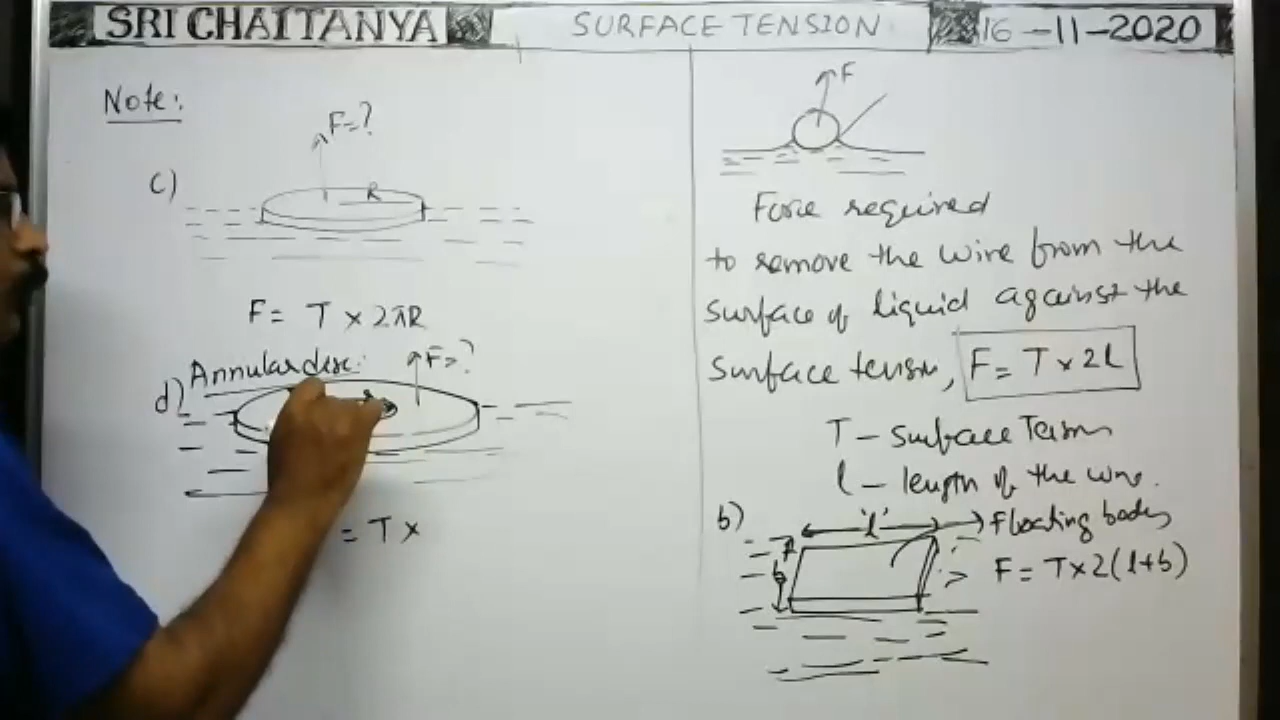 SRI CHAITANYA
SURFACE TENSION
16-11-2020
Note:
c)
F=?
R
F = T × 2πR
d) Annular disc:
F=?
= T ×
F
Force required
to remove the wire from the
surface of liquid against the
surface tension, F = T × 2l
T - Surface Tension
l - length of the wire.
b)
'l'
floating body
b
F = T × 2(l+b)